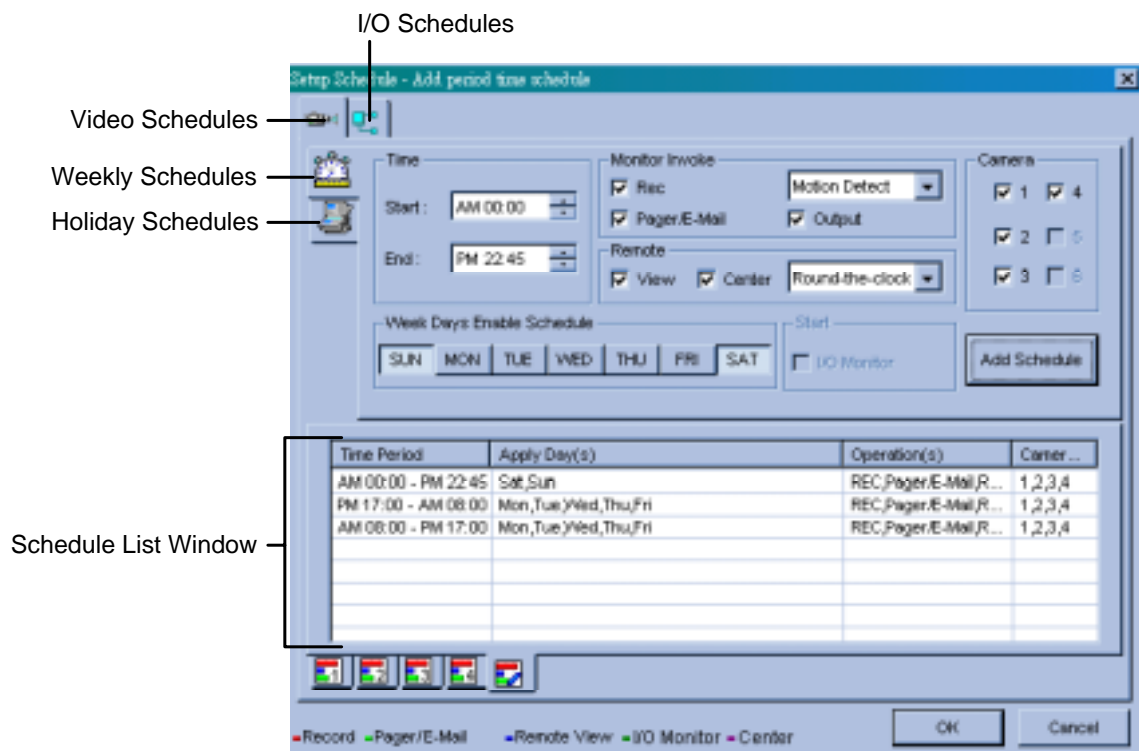 I/O Schedules
Setup Schedule - Add period time schedule
Video Schedules
Weekly Schedules
Holiday Schedules
Time
Start :
AM 00:00
End :
PM 22:45
Monitor Invoke
Rec
Motion Detect
Pager/E-Mail
Output
Remote
View
Center
Round-the-clock
Camera
1 4
2 5
3 6
Week Days Enable Schedule
SUN MON TUE WED THU FRI SAT
Start
I/O Monitor
Add Schedule
Schedule List Window
Time Period Apply Day(s) Operation(s) Camer...
AM 00:00 - PM 22:45 Sat,Sun REC,Pager/E-Mail,R... 1,2,3,4
PM 17:00 - AM 08:00 Mon,Tue,Wed,Thu,Fri REC,Pager/E-Mail,R... 1,2,3,4
AM 08:00 - PM 17:00 Mon,Tue,Wed,Thu,Fri REC,Pager/E-Mail,R... 1,2,3,4
1 2 3 4
OK Cancel
Record Pager/E-Mail Remote View I/O Monitor Center